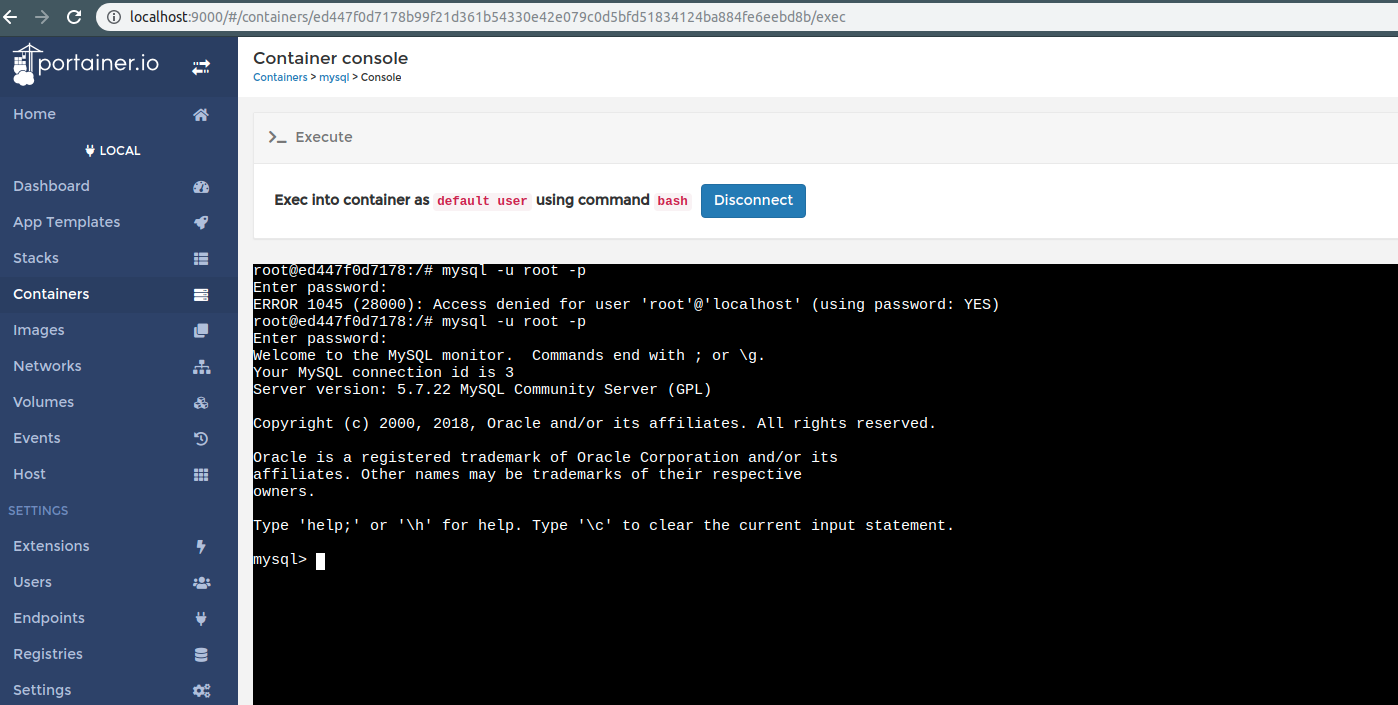 localhost:9000/#/containers/ed447f0d7178b99f21d361b54330e42e079c0d5bfd51834124ba884fe6eebd8b/exec
portainer.io
Home
LOCAL
Dashboard
App Templates
Stacks
Containers
Images
Networks
Volumes
Events
Host
SETTINGS
Extensions
Users
Endpoints
Registries
Settings
Container console
Containers > mysql > Console
>_ Execute
Exec into container as default user using command bash Disconnect
root@ed447f0d7178:/# mysql -u root -p
Enter password:
ERROR 1045 (28000): Access denied for user 'root'@'localhost' (using password: YES)
root@ed447f0d7178:/# mysql -u root -p
Enter password:
Welcome to the MySQL monitor.  Commands end with ; or \g.
Your MySQL connection id is 3
Server version: 5.7.22 MySQL Community Server (GPL)
Copyright (c) 2000, 2018, Oracle and/or its affiliates. All rights reserved.
Oracle is a registered trademark of Oracle Corporation and/or its
affiliates. Other names may be trademarks of their respective
owners.
Type 'help;' or '\h' for help. Type '\c' to clear the current input statement.
mysql>